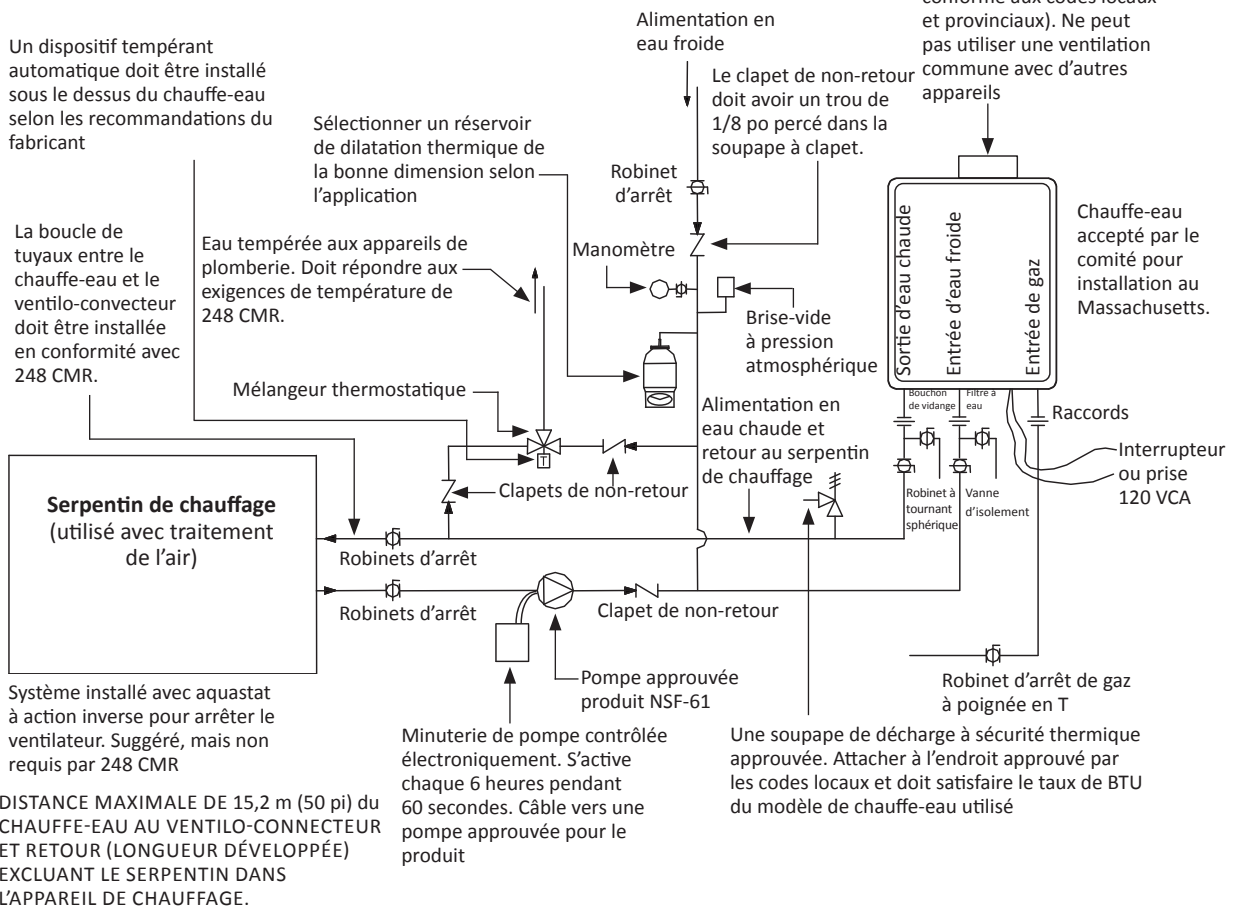 conforme aux codes locaux
et provinciaux). Ne peut
pas utiliser une ventilation
commune avec d'autres
appareils
Alimentation en
eau froide
Un dispositif tempérant
automatique doit être installé
sous le dessus du chauffe-eau
selon les recommandations du
fabricant
Le clapet de non-retour
doit avoir un trou de
1/8 po percé dans la
soupape à clapet.
Sélectionner un réservoir
de dilatation thermique de
la bonne dimension selon
l'application
Robinet
d'arrêt
La boucle de
tuyaux entre le
chauffe-eau et le
ventilo-convecteur
doit être installée
en conformité avec
248 CMR.
Eau tempérée aux appareils de
plomberie. Doit répondre aux
exigences de température de
248 CMR.
Manomètre
Brise-vide
à pression
atmosphérique
Sortie d'eau chaude
Entrée d'eau froide
Entrée de gaz
Chauffe-eau
accepté par le
comité pour
installation au
Massachusetts.
Mélangeur thermostatique
Alimentation en
eau chaude et
retour au serpentin
de chauffage
Bouchon
de vidange
Filtre à
eau
Raccords
Interrupteur
ou prise
120 VCA
T
Clapets de non-retour
Robinet à
tournant
sphérique
Vanne
d'isolement
Serpentin de chauffage
(utilisé avec traitement
de l'air)
Robinets d'arrêt
Robinets d'arrêt
Clapet de non-retour
Pompe approuvée
produit NSF-61
Robinet d'arrêt de gaz
à poignée en T
Système installé avec aquastat
à action inverse pour arrêter le
ventilateur. Suggéré, mais non
requis par 248 CMR
Minuterie de pompe contrôlée
électroniquement. S'active
chaque 6 heures pendant
60 secondes. Câble vers une
pompe approuvée pour le
produit
Une soupape de décharge à sécurité thermique
approuvée. Attacher à l'endroit approuvé par
les codes locaux et doit satisfaire le taux de BTU
du modèle de chauffe-eau utilisé
DISTANCE MAXIMALE DE 15,2 m (50 pi) du
CHAUFFE-EAU AU VENTILO-CONNECTEUR
ET RETOUR (LONGUEUR DÉVELOPPÉE)
EXCLUANT LE SERPENTIN DANS
L'APPAREIL DE CHAUFFAGE.